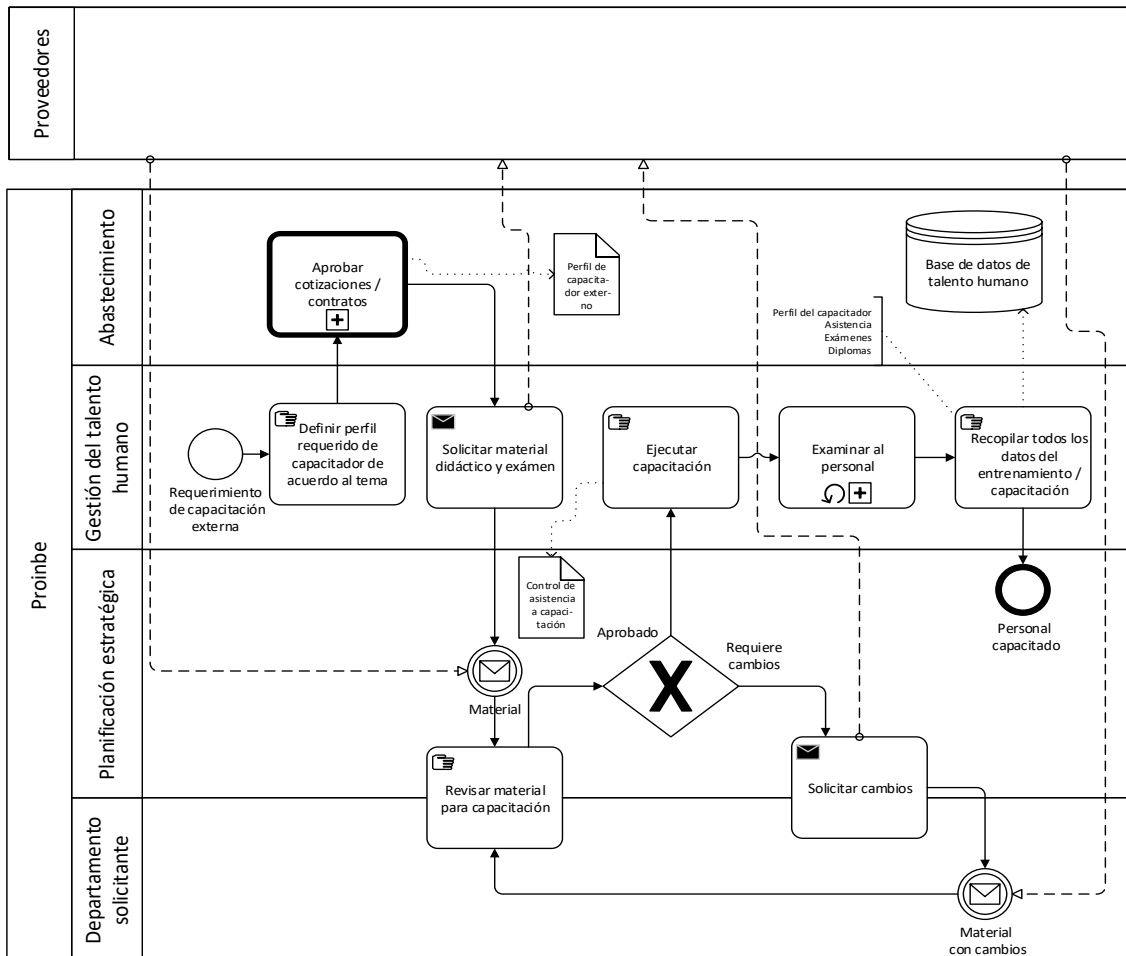 Proveedores
Proinbe
Abastecimiento
Aprobar
cotizaciones /
contratos
Perfil de
capacita-
dor exter-
no
Base de datos de
talento humano
Perfil del capacitador
Asistencia
Exámenes
Diplomas
Gestión del talento
humano
Requerimiento
de capacitación
externa
Definir perfil
requerido de
capacitador de
acuerdo al tema
Solicitar material
didáctico y exámen
Ejecutar
capacitación
Examinar al
personal
Recopilar todos los
datos del
entrenamiento /
capacitación
Planificación estratégica
Control de
asistencia
a capaci-
tación
Aprobado
Requiere
cambios
X
Personal
capacitado
Material
Revisar material
para capacitación
Solicitar cambios
Departamento
solicitante
Material
con cambios